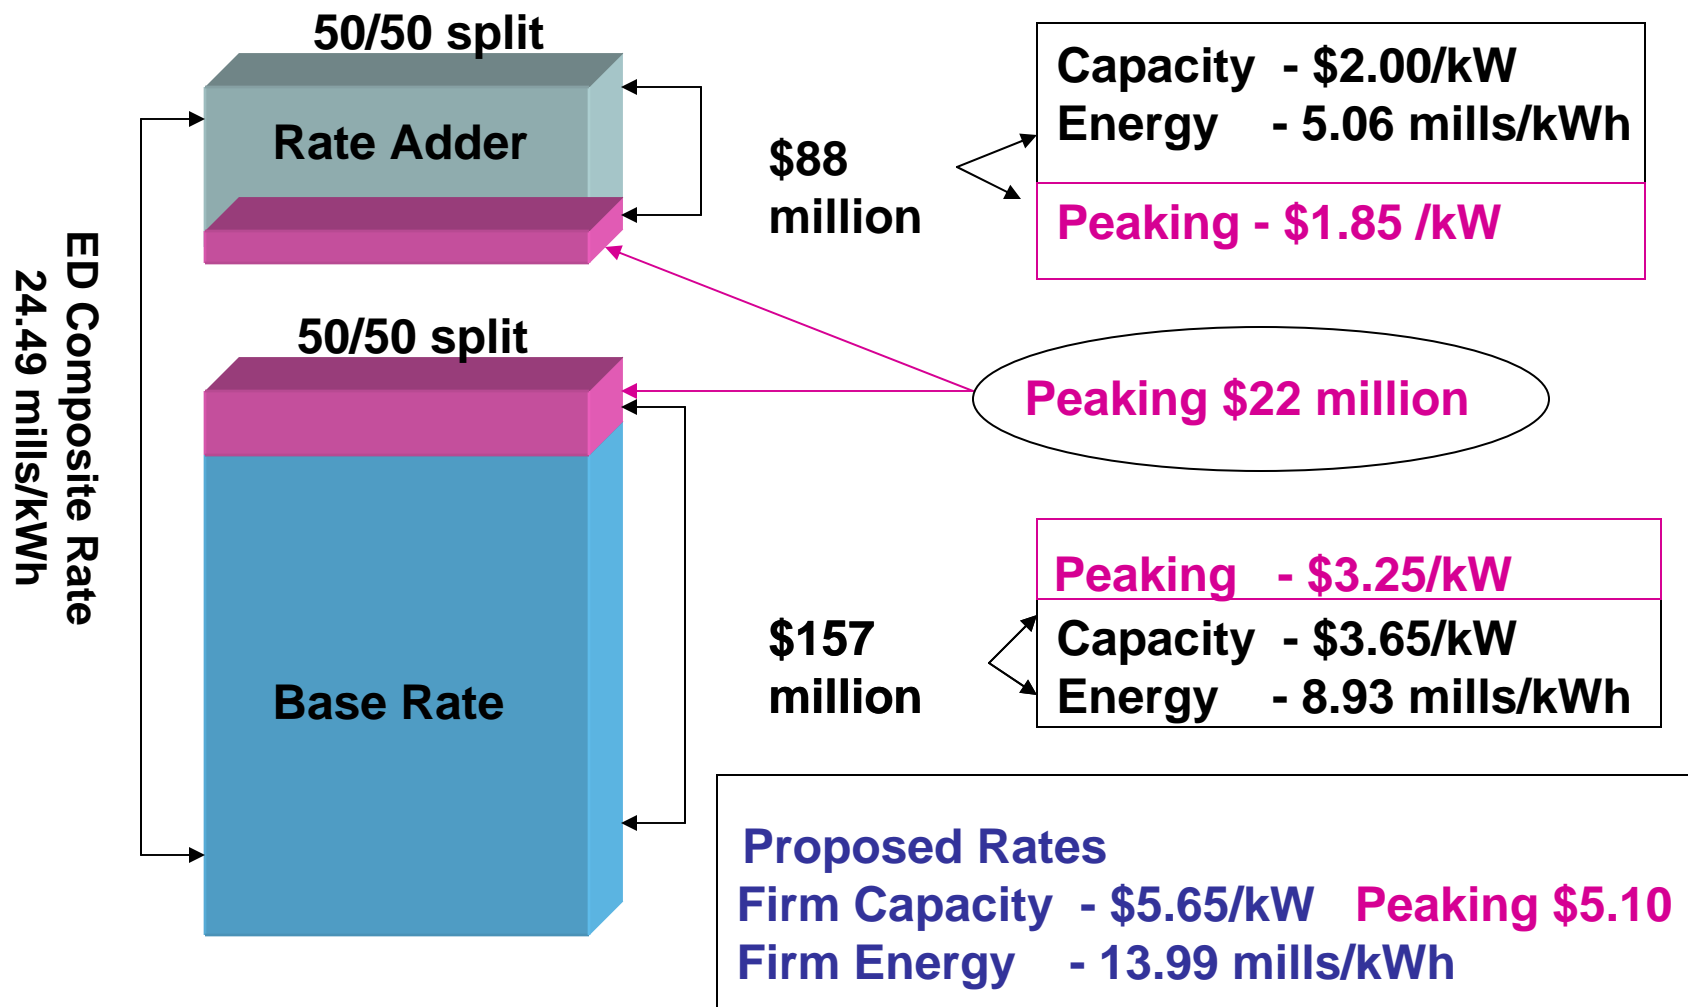 50/50 split
Rate Adder
$88
million
Capacity - $2.00/kW
Energy - 5.06 mills/kWh
Peaking - $1.85 /kW
ED Composite Rate
24.49 mills/kWh
50/50 split
Peaking $22 million
Base Rate
$157
million
Peaking - $3.25/kW
Capacity - $3.65/kW
Energy - 8.93 mills/kWh
Proposed Rates
Firm Capacity - $5.65/kW Peaking $5.10
Firm Energy - 13.99 mills/kWh